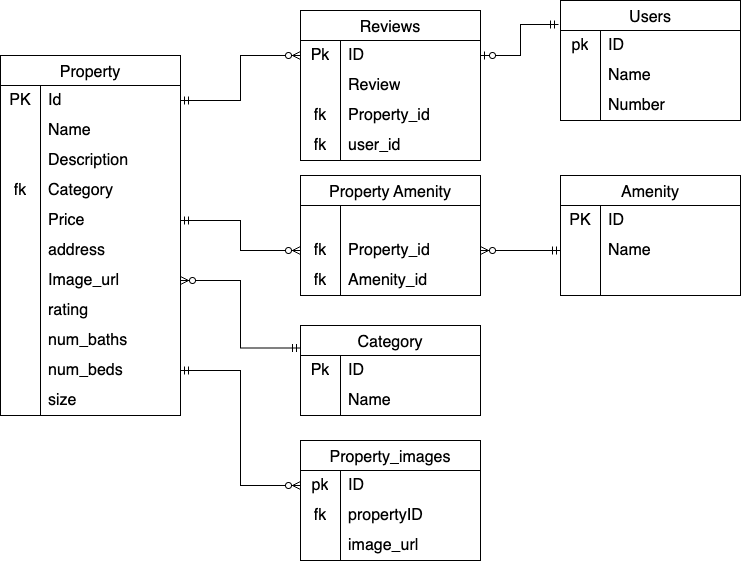 Property
PK Id
Name
Description
fk Category
Price
address
Image_url
rating
num_baths
num_beds
size
Reviews
Pk ID
Review
fk Property_id
fk user_id
Users
pk ID
Name
Number
Property Amenity
fk Property_id
fk Amenity_id
Amenity
PK ID
Name
Category
Pk ID
Name
Property_images
pk ID
fk propertyID
image_url